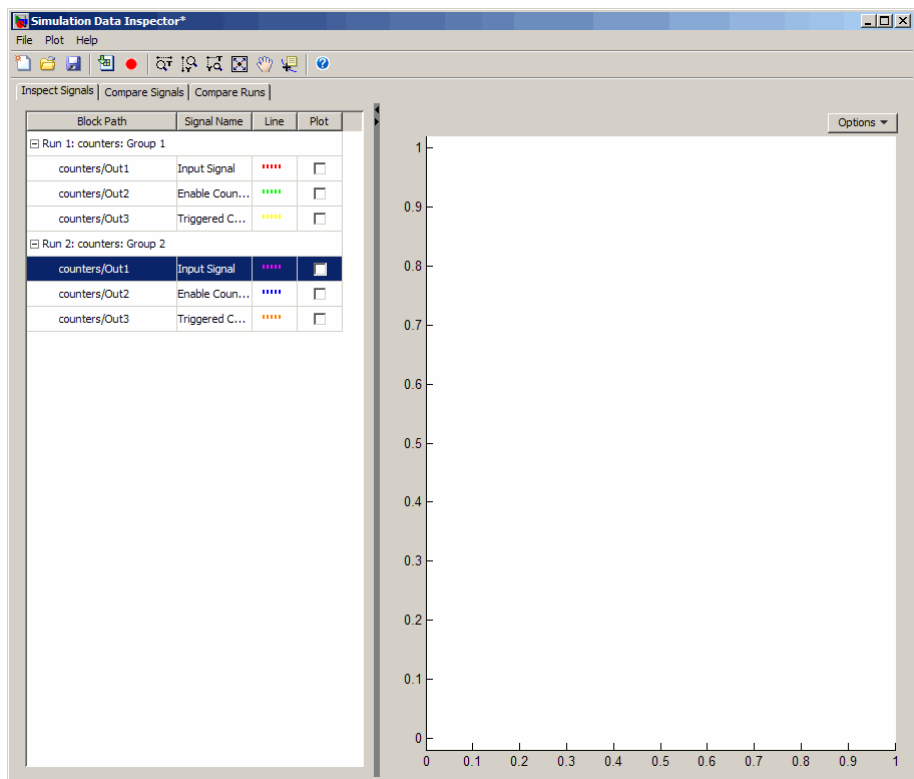 Simulation Data Inspector*
File Plot Help
Inspect Signals Compare Signals Compare Runs
Block Path Signal Name Line Plot
Run 1: counters: Group 1
counters/Out1 Input Signal
counters/Out2 Enable Coun...
counters/Out3 Triggered C...
Run 2: counters: Group 2
counters/Out1 Input Signal
counters/Out2 Enable Coun...
counters/Out3 Triggered C...
Options
1
0.9
0.8
0.7
0.6
0.5
0.4
0.3
0.2
0.1
0
0 0.1 0.2 0.3 0.4 0.5 0.6 0.7 0.8 0.9 1